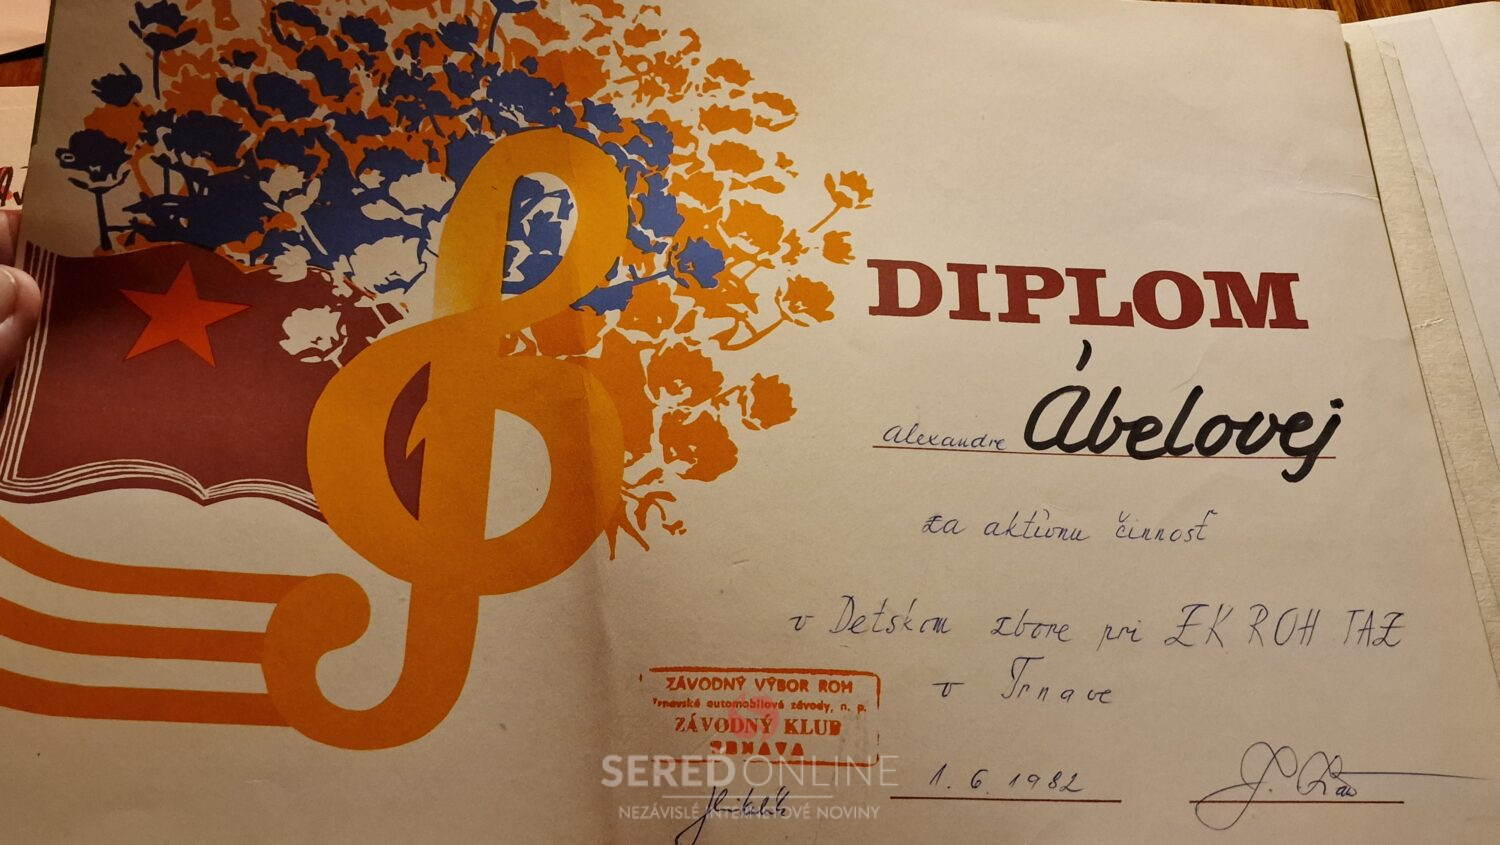 DIPLOM
Alexandre Ábelovej
za aktívnu činnosť
v Detskom zbore pri ZK ROH TAZ
v Trnave
ZÁVODNÝ VÝBOR ROH
Trnavské automobilové závody, n. p.
ZÁVODNÝ KLUB
TRNAVA
1. 6. 1982
SEREĎONLINE
NEZÁVISLÉ INTERNETOVÉ NOVINY